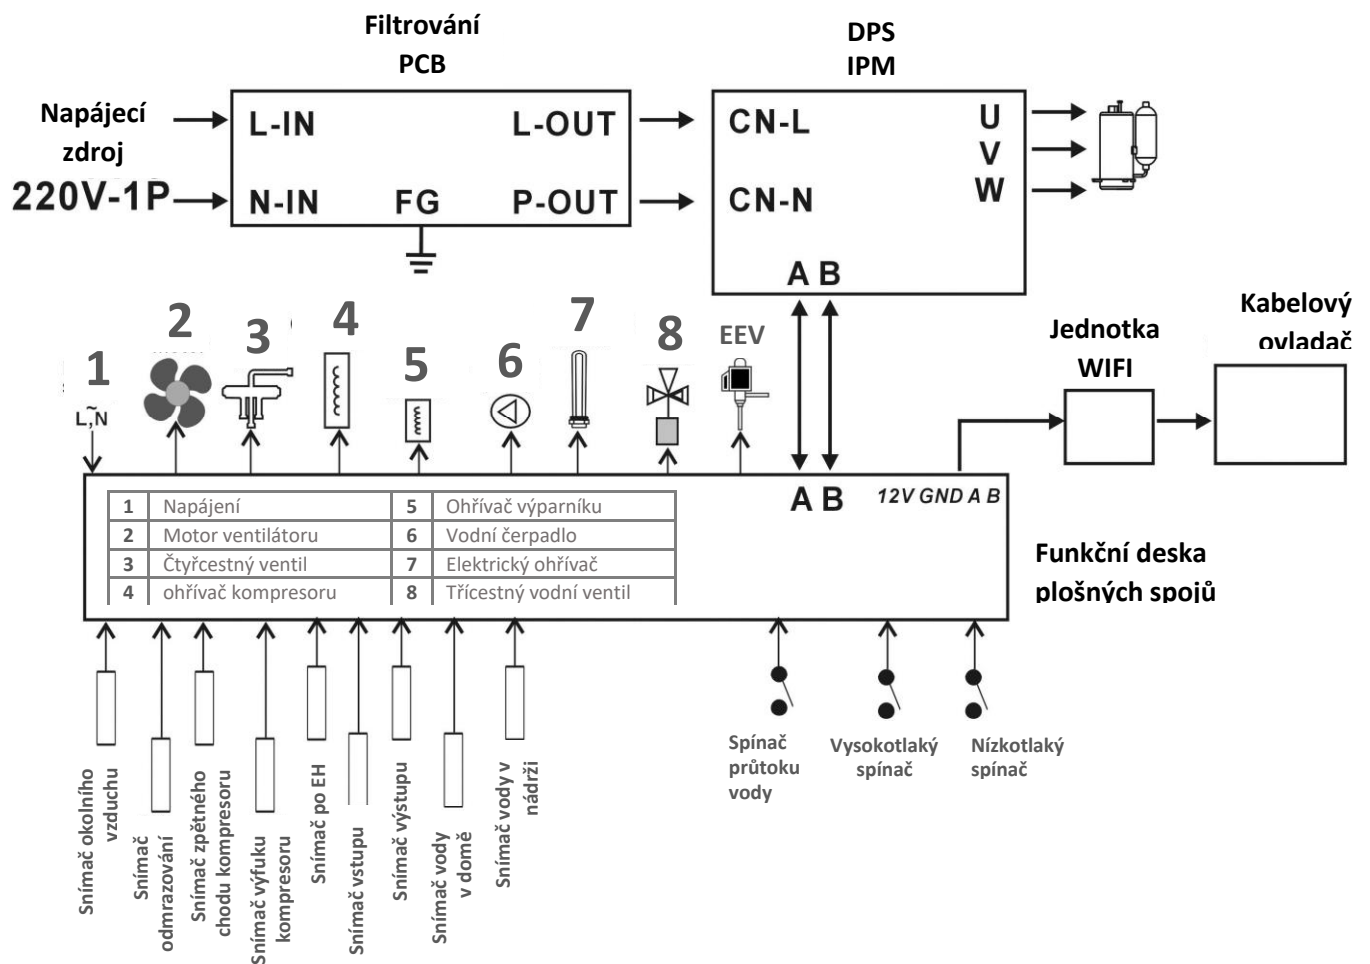 Filtrování
PCB
DPS
IPM
Napájecí
zdroj
220V-1P
L-IN
L-OUT
N-IN
FG
P-OUT
CN-L
CN-N
U
V
W
A B
1
2
3
4
5
6
7
8
EEV
L,N
~
Jednotka
WIFI
Kabelový
ovladač
1 Napájení 5 Ohřívač výparníku
2 Motor ventilátoru 6 Vodní čerpadlo
3 Čtyřcestný ventil 7 Elektrický ohřívač
4 ohřívač kompresoru 8 Třícestný vodní ventil
A B
12V GND A B
Funkční deska
plošných spojů
Snímač okolního
vzduchu
Snímač
odmrazování
Snímač zpětného
chodu kompresoru
Snímač výfuku
kompresoru
Snímač po EH
Snímač vstupu
Snímač výstupu
Snímač vody
v domě
Snímač vody v
nádrži
Spínač
průtoku
vody
Vysokotlaký
spínač
Nízkotlaký
spínač